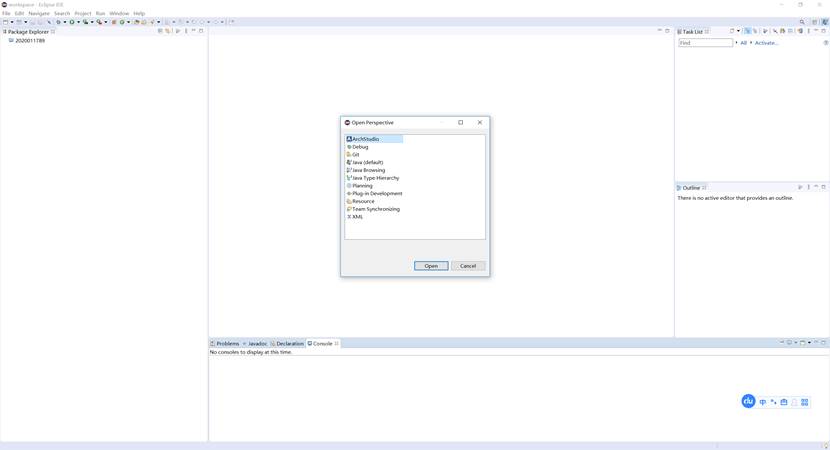 workspace - Eclipse IDE
File Edit Navigate Search Project Run Window Help
Package Explorer
2020011789
Task List
Find
All
Activate...
Open Perspective
ArchStudio
Debug
Git
Java (default)
Java Browsing
Java Type Hierarchy
Planning
Plug-in Development
Resource
Team Synchronizing
XML
Open
Cancel
Outline
There is no active editor that provides an outline.
Problems
Javadoc
Declaration
Console
No consoles to display at this time.
du
中